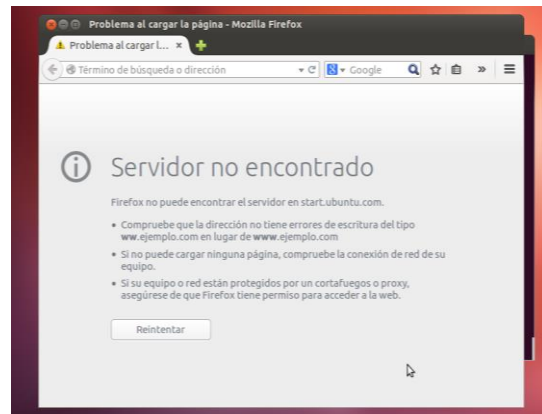 Problema al cargar la página - Mozilla Firefox
Problema al cargar l... ×
Término de búsqueda o dirección
Google
Servidor no encontrado
Firefox no puede encontrar el servidor en start.ubuntu.com.
• Compruebe que la dirección no tiene errores de escritura del tipo
ww.ejemplo.com en lugar de www.ejemplo.com
• Si no puede cargar ninguna página, compruebe la conexión de red de su
equipo.
• Si su equipo o red están protegidos por un cortafuegos o proxy,
asegúrese de que Firefox tiene permiso para acceder a la web.
Reintentar